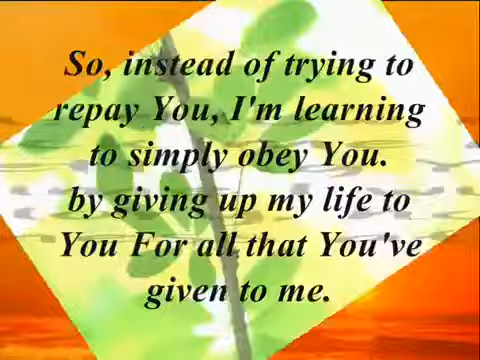 So, instead of trying to
repay You, I'm learning
to simply obey You.
by giving up my life to
You For all that You've
given to me.